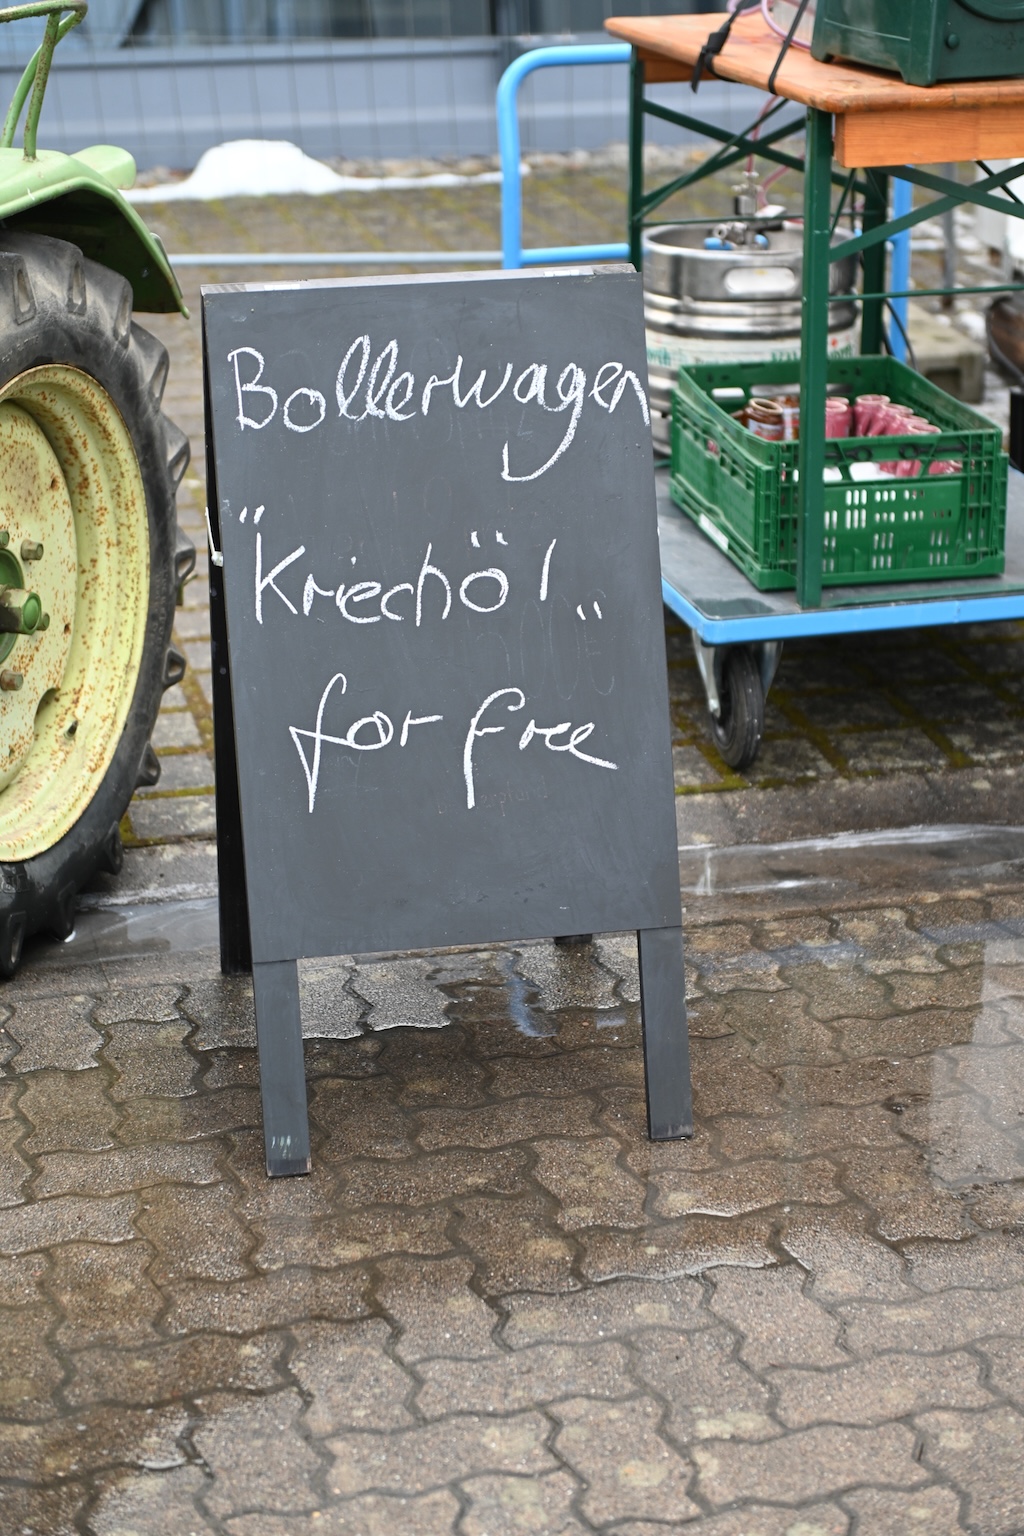 Bollerwagen
"Kriechöl"
for free